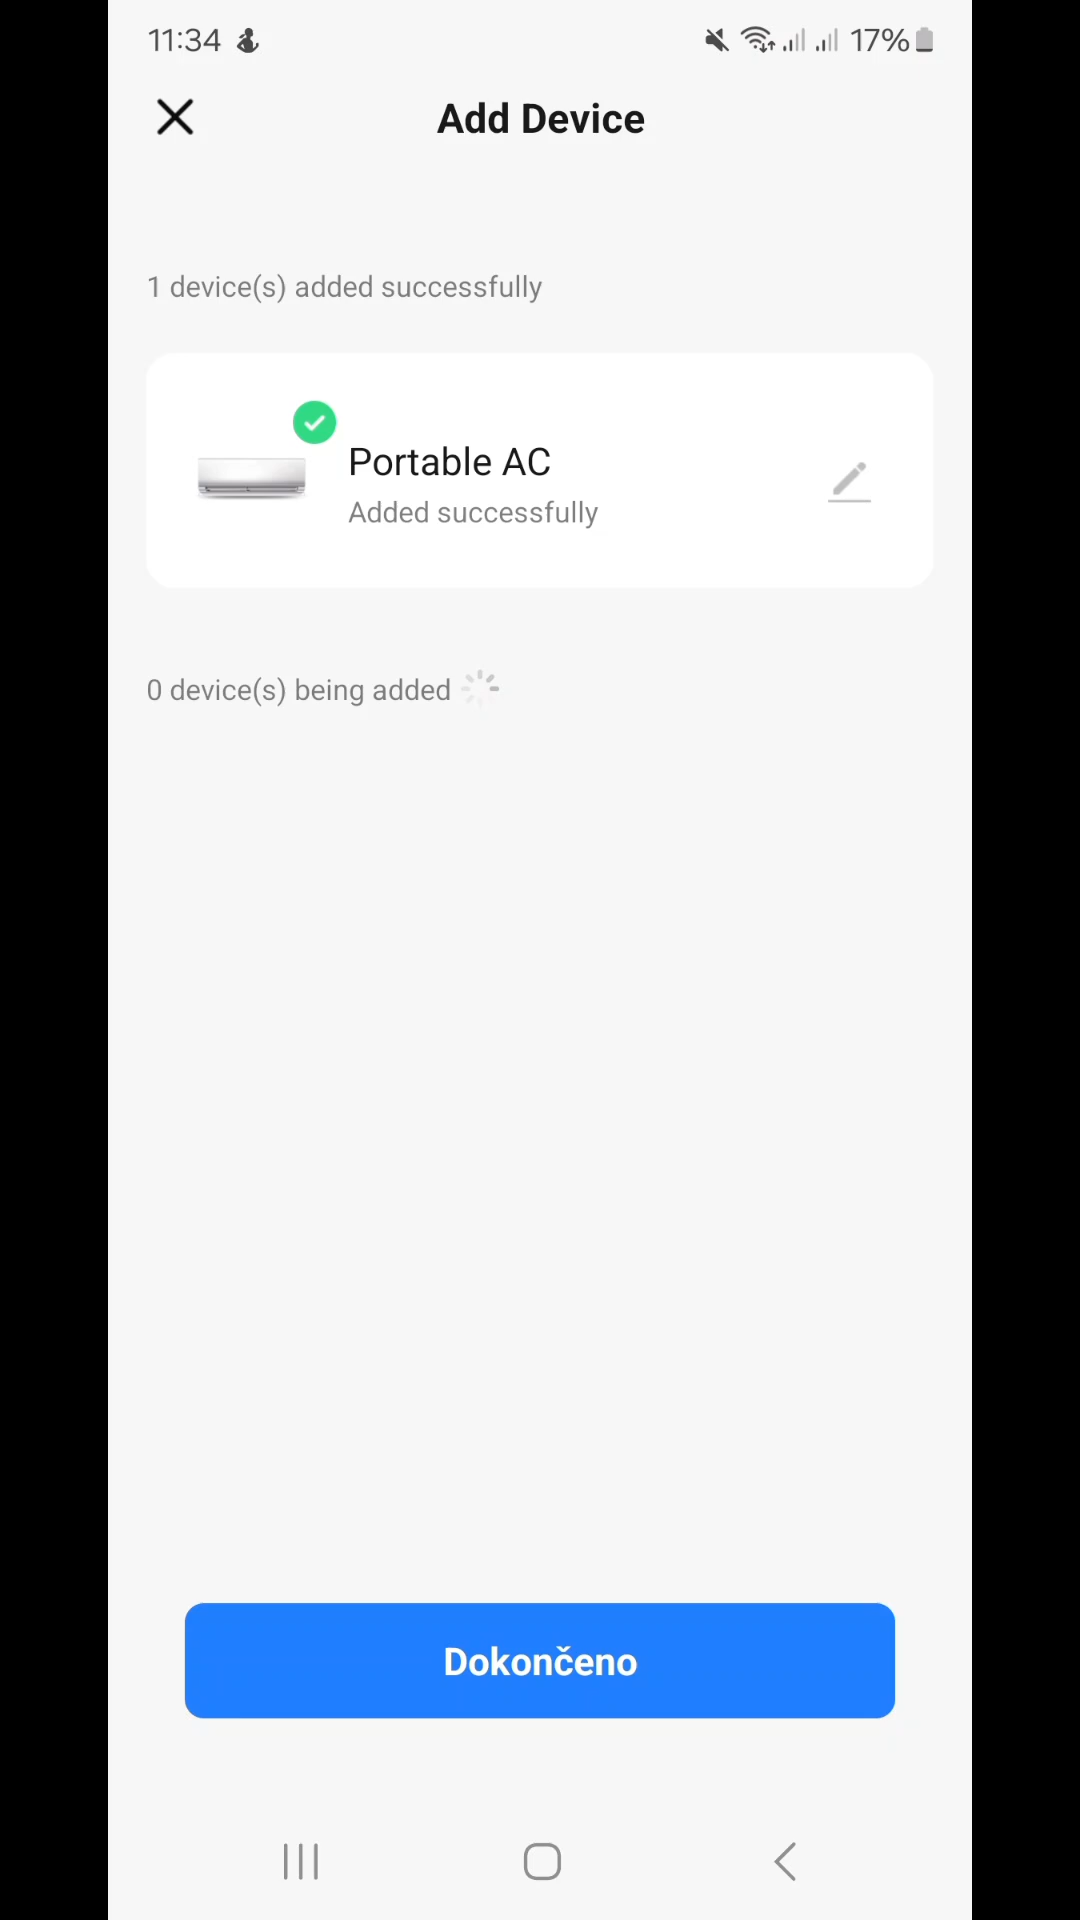 11:34
17%
Add Device
1 device(s) added successfully
Portable AC
Added successfully
0 device(s) being added
Dokončeno